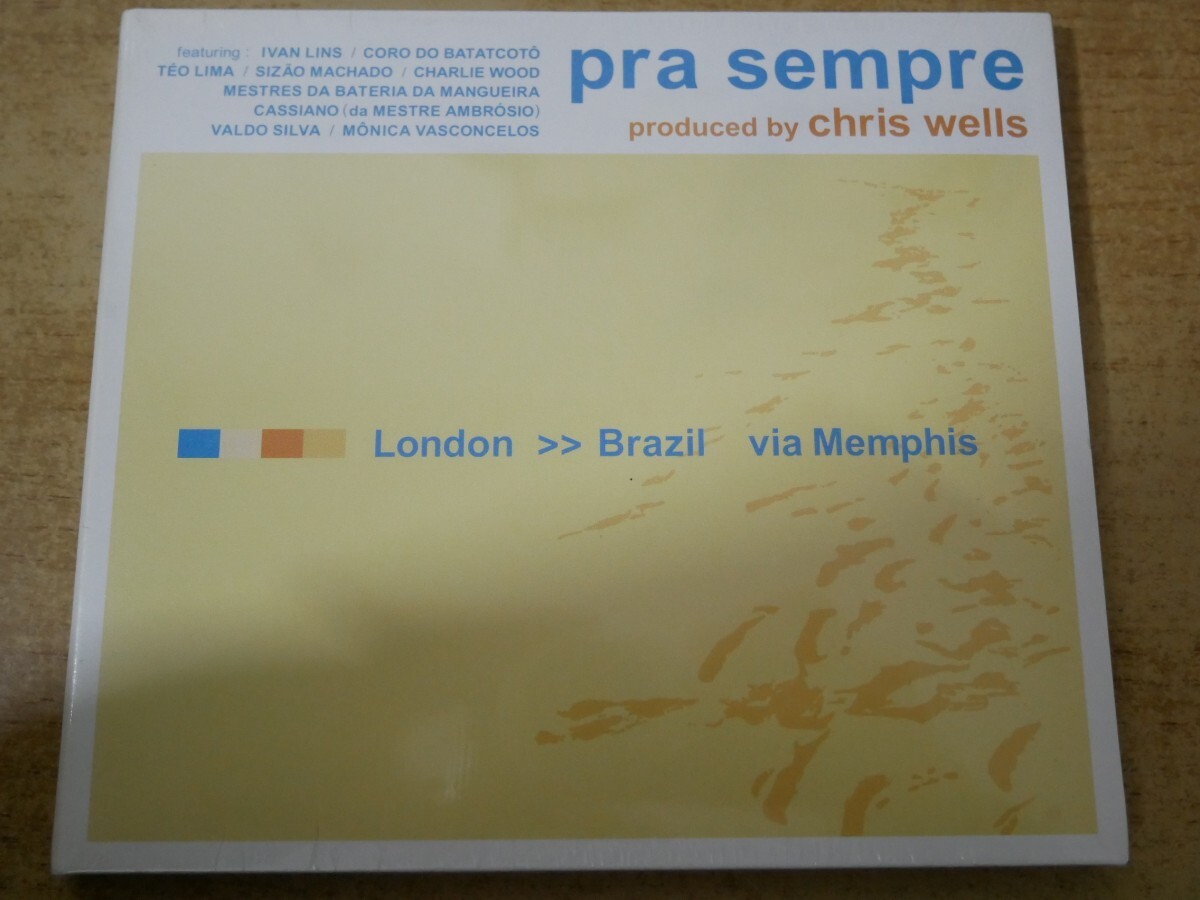 featuring: IVAN LINS / CORO DO BATATCOTÔ
TÉO LIMA / SIZÃO MACHADO / CHARLIE WOOD
MESTRES DA BATERIA DA MANGUEIRA
CASSIANO (da MESTRE AMBRÓSIO)
VALDO SILVA / MÔNICA VASCONCELOS
pra sempre
produced by chris wells
London >> Brazil via Memphis